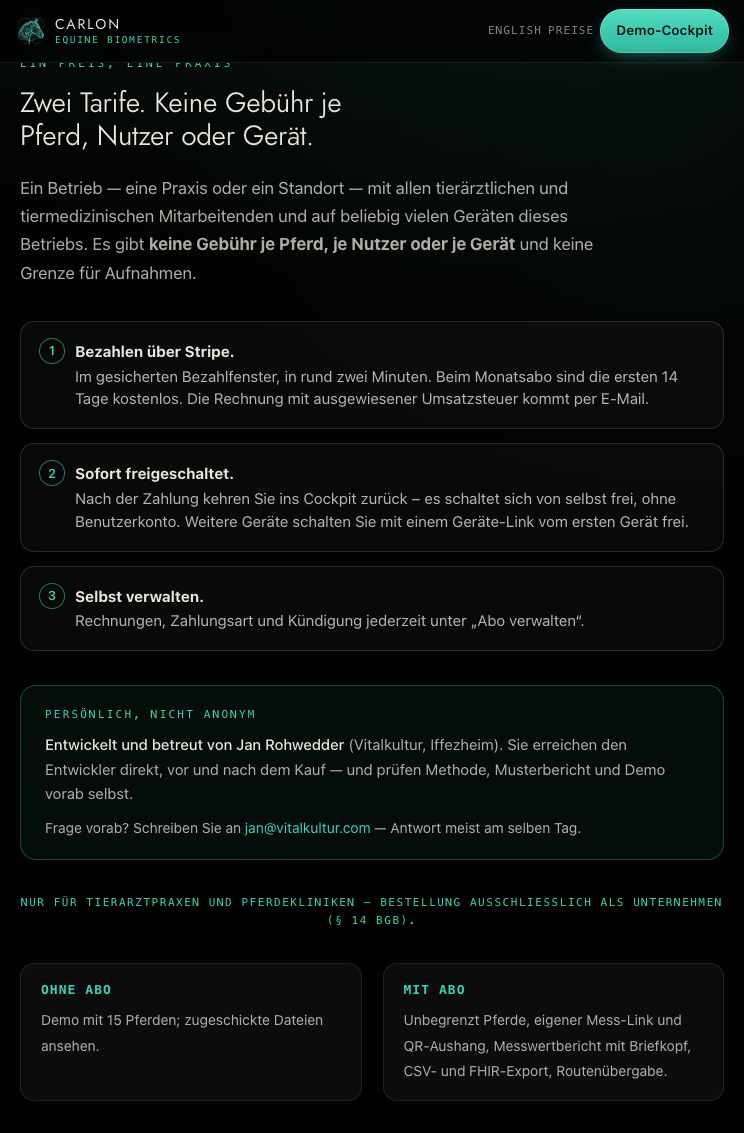 CARLON
EQUINE BIOMETRICS
ENGLISH PREISE Demo-Cockpit
EIN PREIS, EINE PRAXIS
Zwei Tarife. Keine Gebühr je
Pferd, Nutzer oder Gerät.
Ein Betrieb — eine Praxis oder ein Standort — mit allen tierärztlichen und
tiermedizinischen Mitarbeitenden und auf beliebig vielen Geräten dieses
Betriebs. Es gibt keine Gebühr je Pferd, je Nutzer oder je Gerät und keine
Grenze für Aufnahmen.
1 Bezahlen über Stripe.
Im gesicherten Bezahlfenster, in rund zwei Minuten. Beim Monatsabo sind die ersten 14
Tage kostenlos. Die Rechnung mit ausgewiesener Umsatzsteuer kommt per E-Mail.
2 Sofort freigeschaltet.
Nach der Zahlung kehren Sie ins Cockpit zurück – es schaltet sich von selbst frei, ohne
Benutzerkonto. Weitere Geräte schalten Sie mit einem Geräte-Link vom ersten Gerät frei.
3 Selbst verwalten.
Rechnungen, Zahlungsart und Kündigung jederzeit unter „Abo verwalten“.
PERSÖNLICH, NICHT ANONYM
Entwickelt und betreut von Jan Rohwedder (Vitalkultur, Iffezheim). Sie erreichen den
Entwickler direkt, vor und nach dem Kauf — und prüfen Methode, Musterbericht und Demo
vorab selbst.
Frage vorab? Schreiben Sie an jan@vitalkultur.com — Antwort meist am selben Tag.
NUR FÜR TIERARZTPRAXEN UND PFERDEKLINIKEN — BESTELLUNG AUSSCHLIESSLICH ALS UNTERNEHMEN
(§ 14 BGB).
OHNE ABO
Demo mit 15 Pferden; zugeschickte Dateien
ansehen.
MIT ABO
Unbegrenzt Pferde, eigener Mess-Link und
QR-Aushang, Messwertbericht mit Briefkopf,
CSV- und FHIR-Export, Routenübergabe.